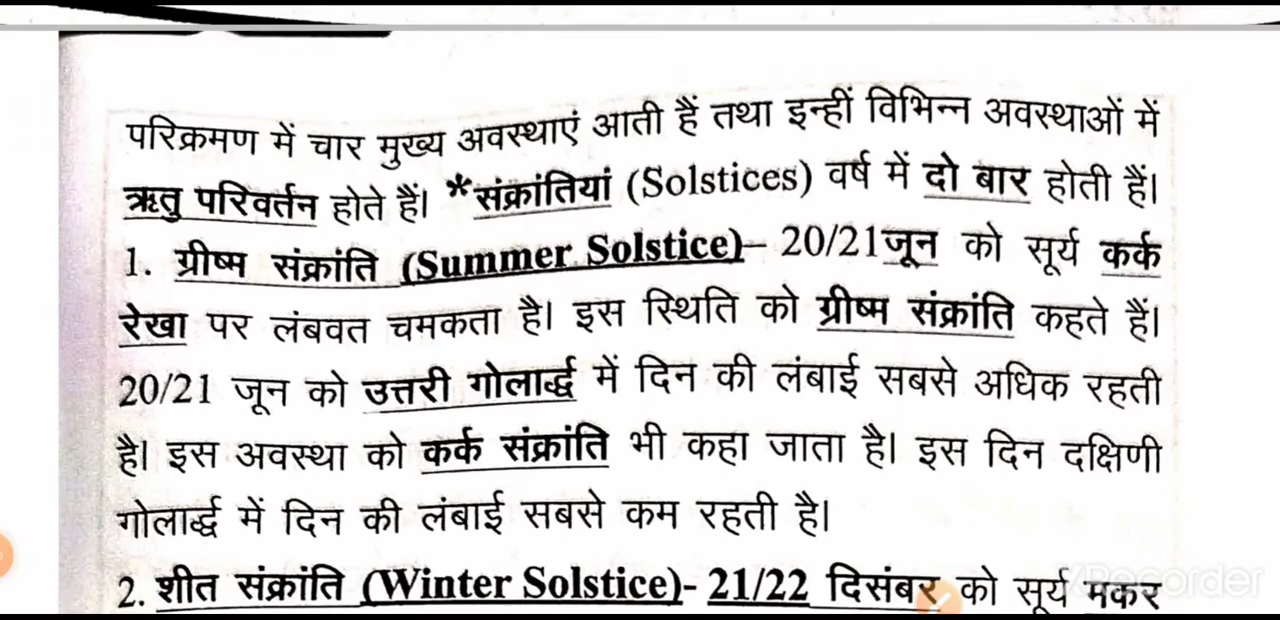 परिक्रमण में चार मुख्य अवस्थाएं आती हैं तथा इन्हीं विभिन्न अवस्थाओं में
ऋतु परिवर्तन होते हैं। *संक्रांतियां (Solstices) वर्ष में दो बार होती हैं।
1. ग्रीष्म संक्रांति (Summer Solstice)– 20/21जून को सूर्य कर्क
रेखा पर लंबवत चमकता है। इस स्थिति को ग्रीष्म संक्रांति कहते हैं।
20/21 जून को उत्तरी गोलार्द्ध में दिन की लंबाई सबसे अधिक रहती
है। इस अवस्था को कर्क संक्रांति भी कहा जाता है। इस दिन दक्षिणी
गोलार्द्ध में दिन की लंबाई सबसे कम रहती है।
2. शीत संक्रांति (Winter Solstice)- 21/22 दिसंबर को सूर्य मकर
XRecorder